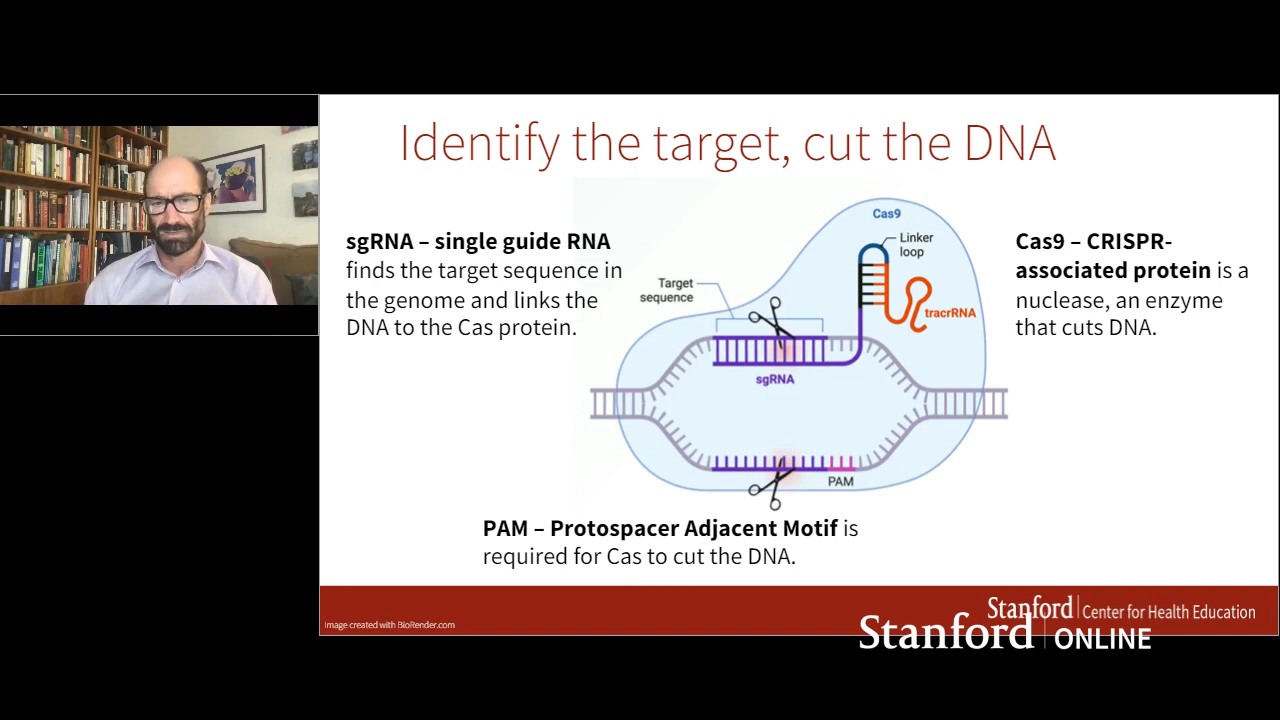 Identify the target, cut the DNA
sgRNA – single guide RNA
finds the target sequence in
the genome and links the
DNA to the Cas protein.
Cas9
Linker
loop
Target
sequence
tracrRNA
sgRNA
PAM
Cas9 – CRISPR-
associated protein is a
nuclease, an enzyme
that cuts DNA.
PAM – Protospacer Adjacent Motif is
required for Cas to cut the DNA.
Image created with BioRender.com
Stanford Center for Health Education
Stanford ONLINE